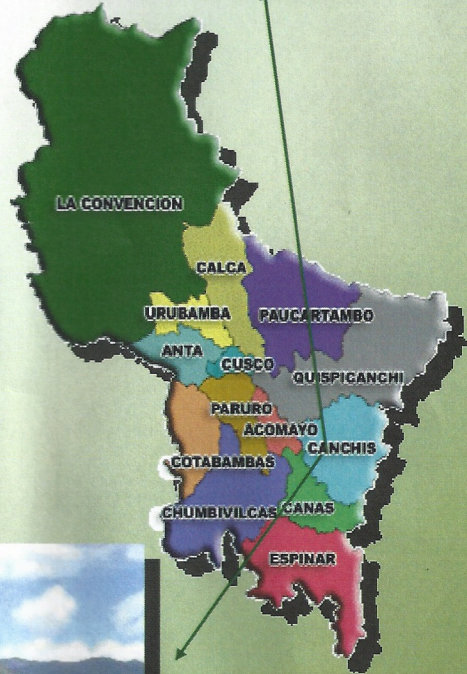 LA CONVENCION
CALCA
URUBAMBA
PAUCARTAMBO
ANTA
CUSCO
QUISPICANCHI
PARURO
ACOMAYO
CANCHIS
COTABAMBAS
CHUMBIVILCAS
CANAS
ESPINAR